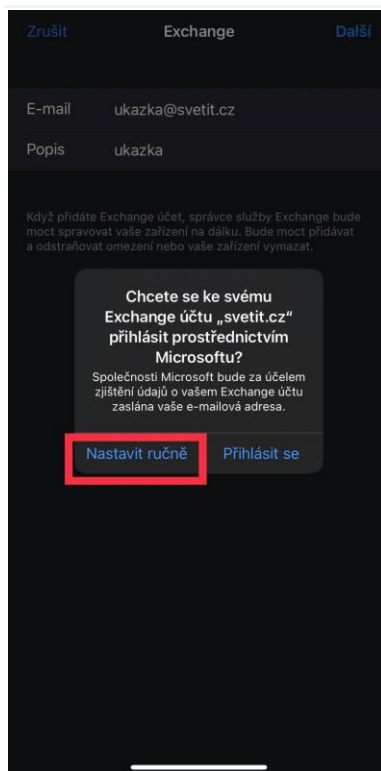 Zrušit Exchange Další
E-mail ukazka@svetit.cz
Popis ukazka
Když přidáte Exchange účet, správce služby Exchange bude
moct spravovat vaše zařízení na dálku. Bude moct přidávat
a odstraňovat omezení nebo vaše zařízení vymazat.
Chcete se ke svému
Exchange účtu „svetit.cz“
přihlásit prostřednictvím
Microsoftu?
Společnosti Microsoft bude za účelem
zjištění údajů o vašem Exchange účtu
zaslána vaše e-mailová adresa.
Nastavit ručně Přihlásit se